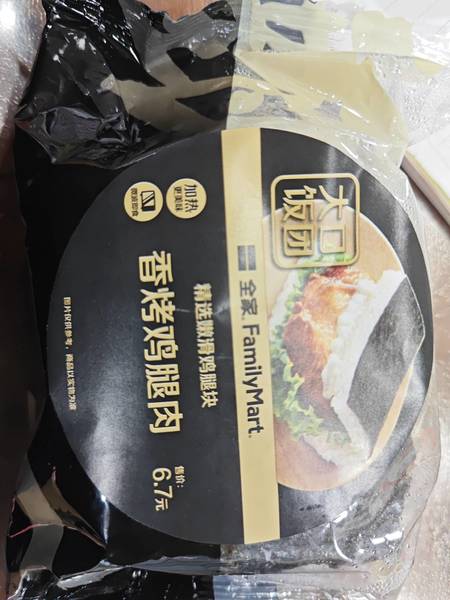 大口
饭团
全家 FamilyMart
精选嫩滑鸡腿块
香烤鸡腿肉
售价:
6.7元
加热
更美味
微波即食
图片仅供参考，商品以实物为准